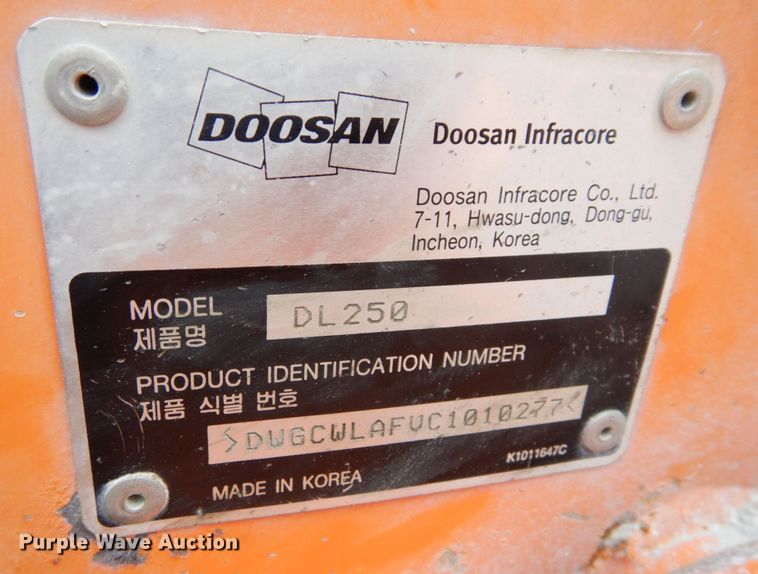 DOOSAN Doosan Infracore
Doosan Infracore Co., Ltd.
7-11, Hwasu-dong, Dong-gu,
Incheon, Korea
MODEL DL250
제품명
PRODUCT IDENTIFICATION NUMBER
제품 식별 번호
>DWGCWLAFVC1010277<
MADE IN KOREA K1011647C
Purple Wave Auction